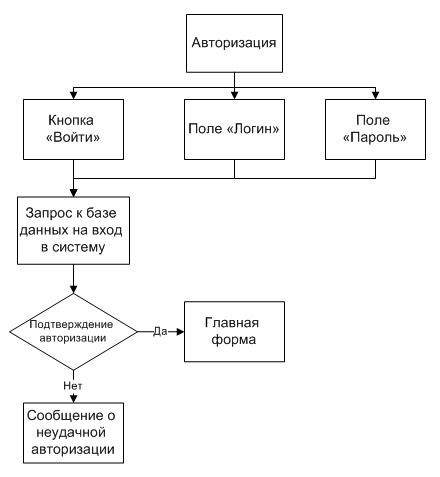 Авторизация
Кнопка
«Войти»
Поле «Логин»
Поле
«Пароль»
Запрос к базе
данных на вход
в систему
Подтверждение
авторизации
Да
Главная
форма
Нет
Сообщение о
неудачной
авторизации